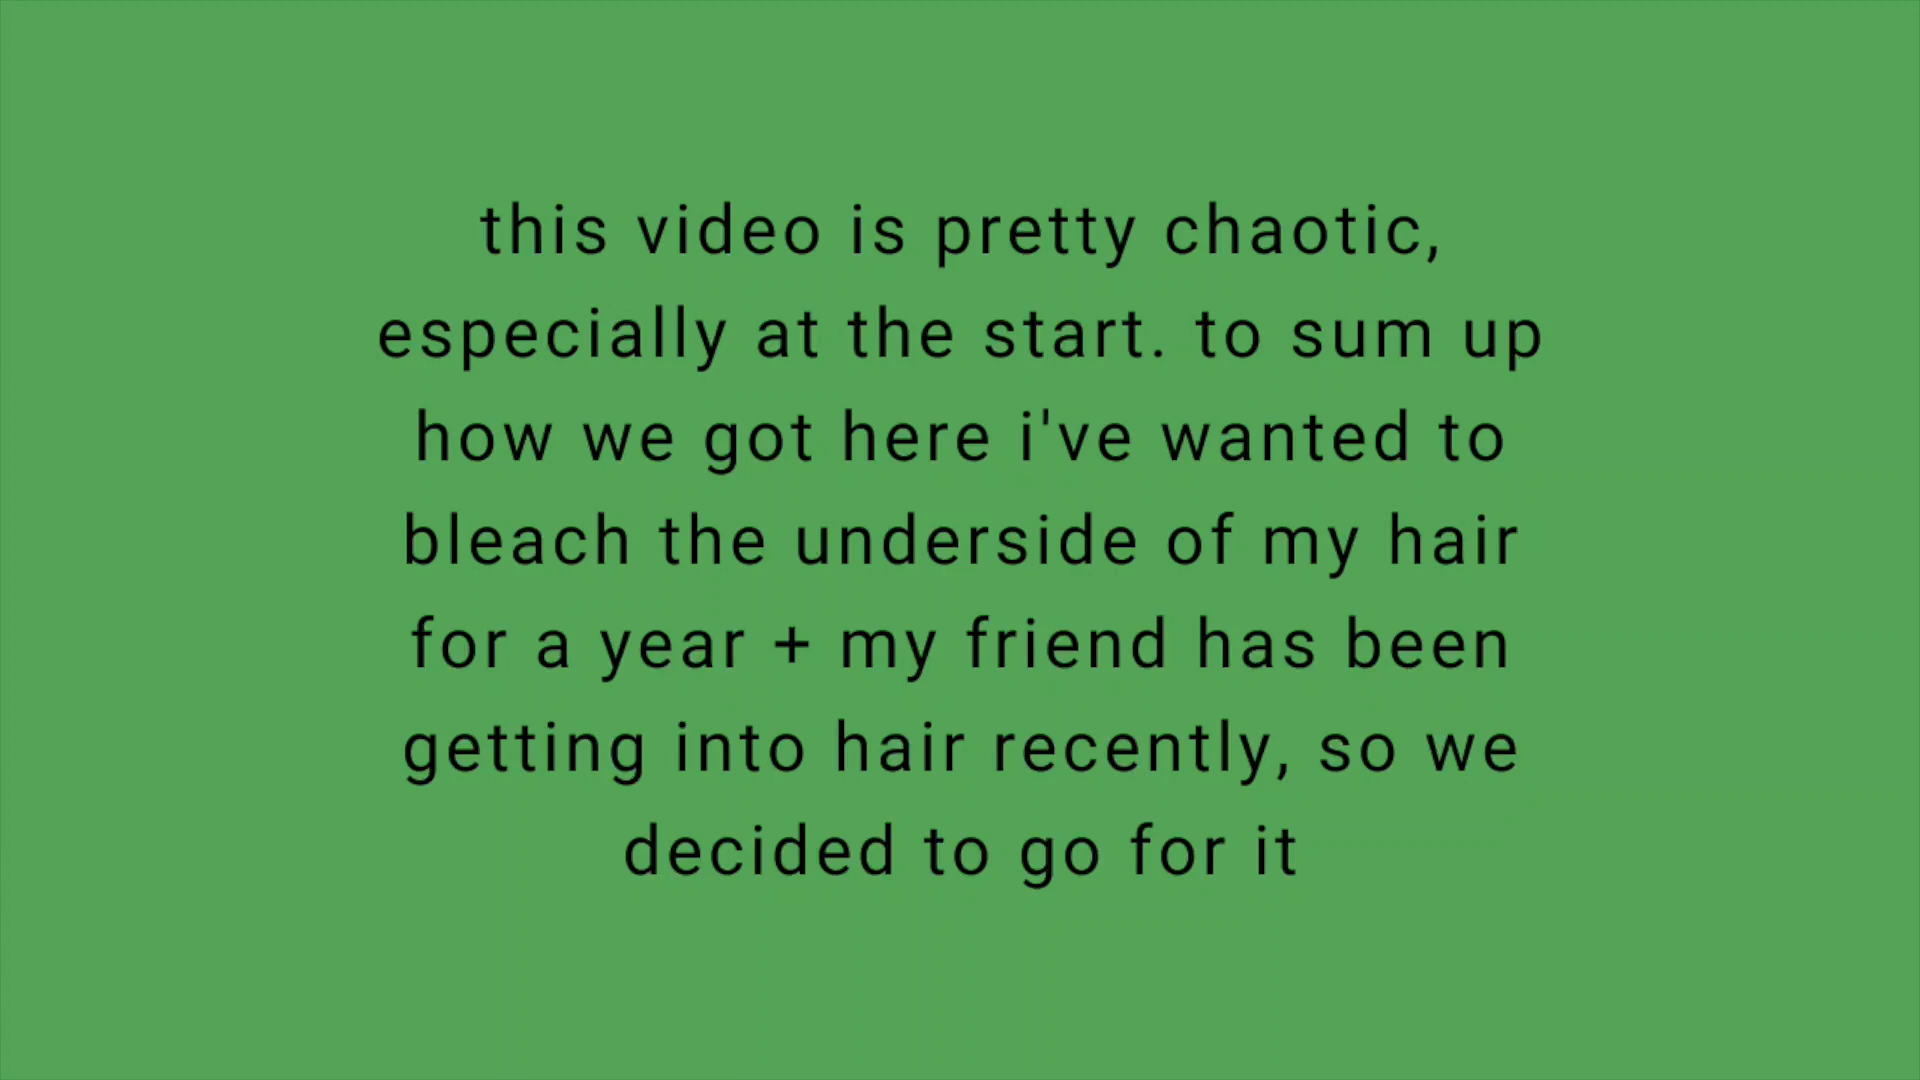 this video is pretty chaotic,
especially at the start. to sum up
how we got here i've wanted to
bleach the underside of my hair
for a year + my friend has been
getting into hair recently, so we
decided to go for it